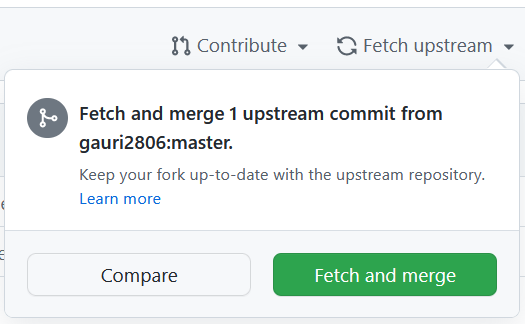 Contribute Fetch upstream
Fetch and merge 1 upstream commit from
gauri2806:master.
Keep your fork up-to-date with the upstream repository.
Learn more
Compare Fetch and merge